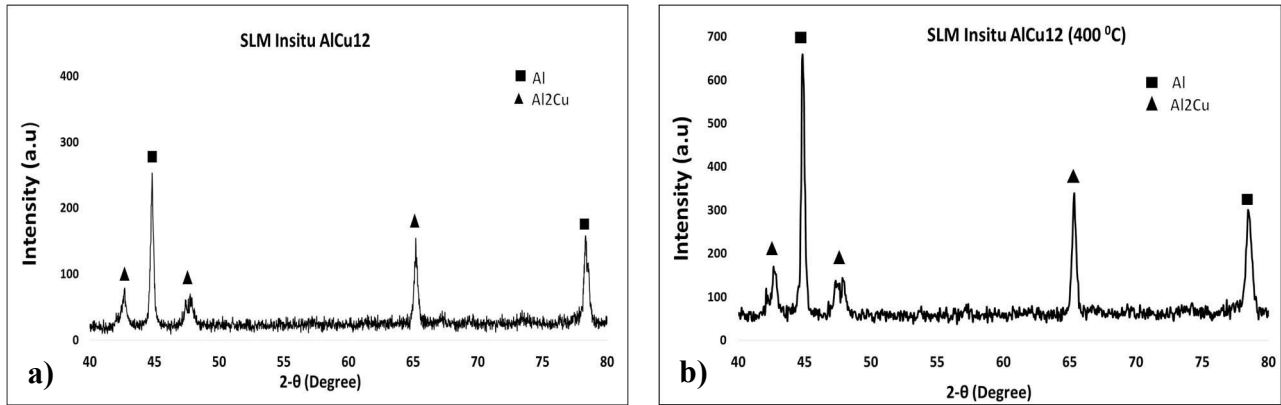 SLM Insitu AlCu12
400
300
200
100
0
Intensity (a.u)
■ Al
▲ Al2Cu
40 45 50 55 60 65 70 75 80
2-θ (Degree)
a)
SLM Insitu AlCu12 (400 ⁰C)
700
600
500
400
300
200
100
0
Intensity (a.u)
■ Al
▲ Al2Cu
40 45 50 55 60 65 70 75 80
2-θ (Degree)
b)